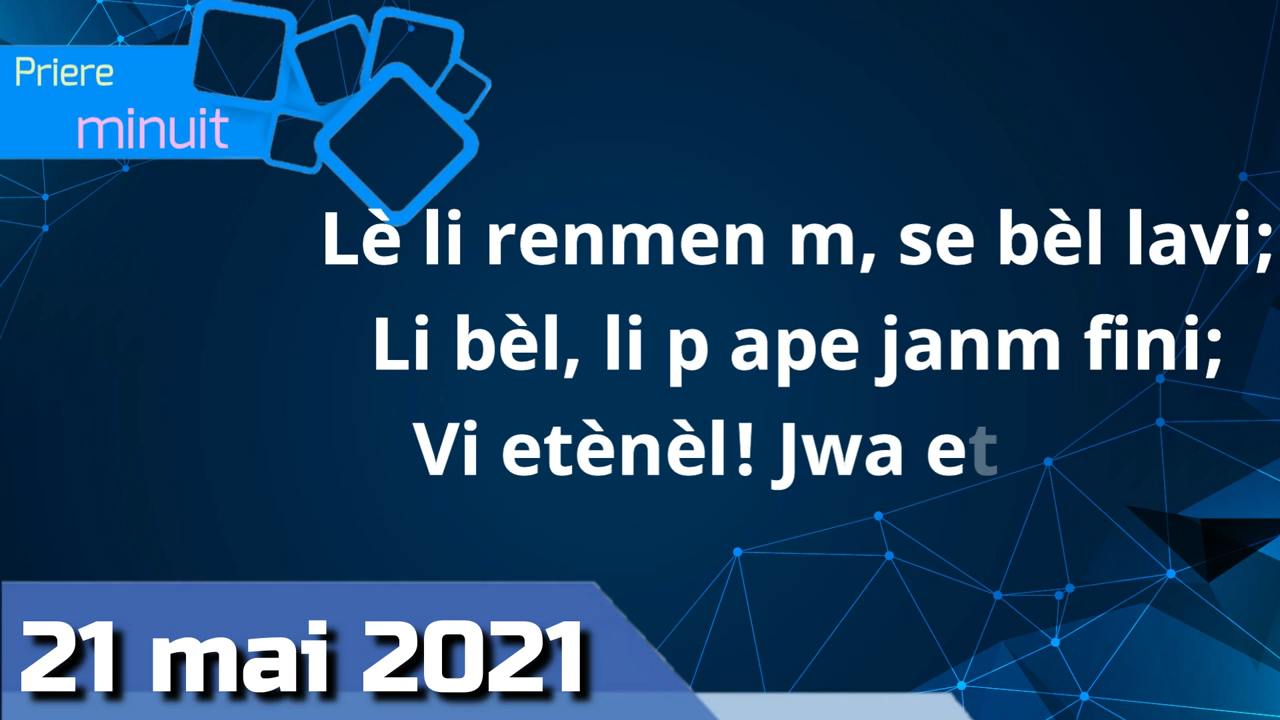 Priere
minuit
Lè li renmen m, se bèl lavi;
Li bèl, li p ape janm fini;
Vi etènèl! Jwa et
21 mai 2021